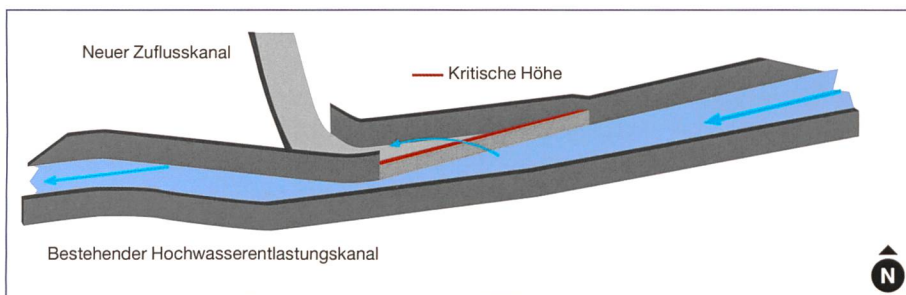 Neuer Zuflusskanal
Kritische Höhe
Bestehender Hochwasserentlastungskanal
N